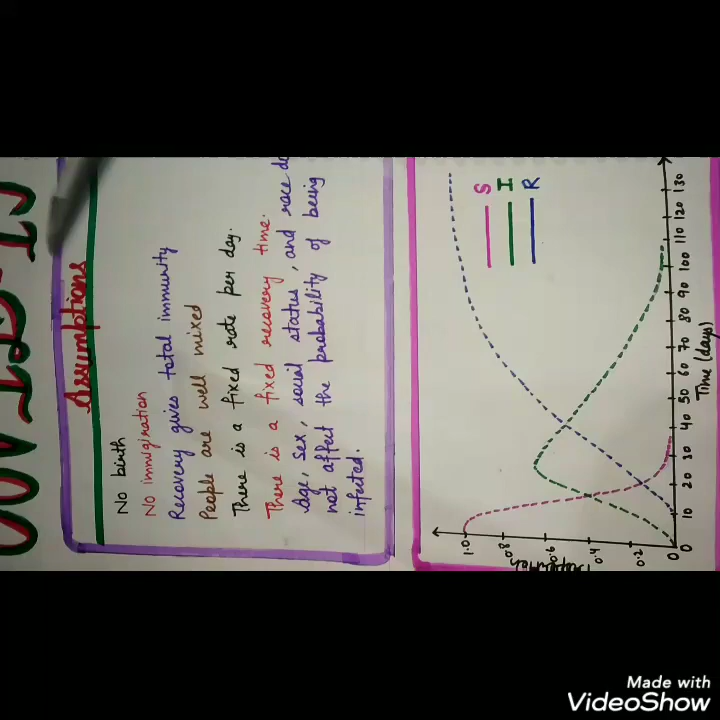 COVID-19
Assumptions
No birth
No immigration
Recovery gives total immunity
People are well mixed
There is a fixed rate per day.
There is a fixed recovery time.
Age, sex, social status, and race do
not affect the probability of being
infected.
S
I
R
1.0
0.8
0.6
0.4
0.2
0
0 10 20 30 40 50 60 70 80 90 100 110 120 130
Time (days)
Made with
VideoShow